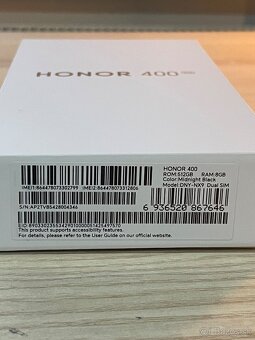 HONOR 400
HONOR 400
ROM:512GB RAM:8GB
Color:Midnight Black
Model:DNY-NX9 Dual SIM
IMEI1:864478073302799 IMEI2:864478073312806
S/N:AP2TVB5428004346
6 936520 867646
This product supports accessibility features.
For details, please refer to the User Guide on our official website.